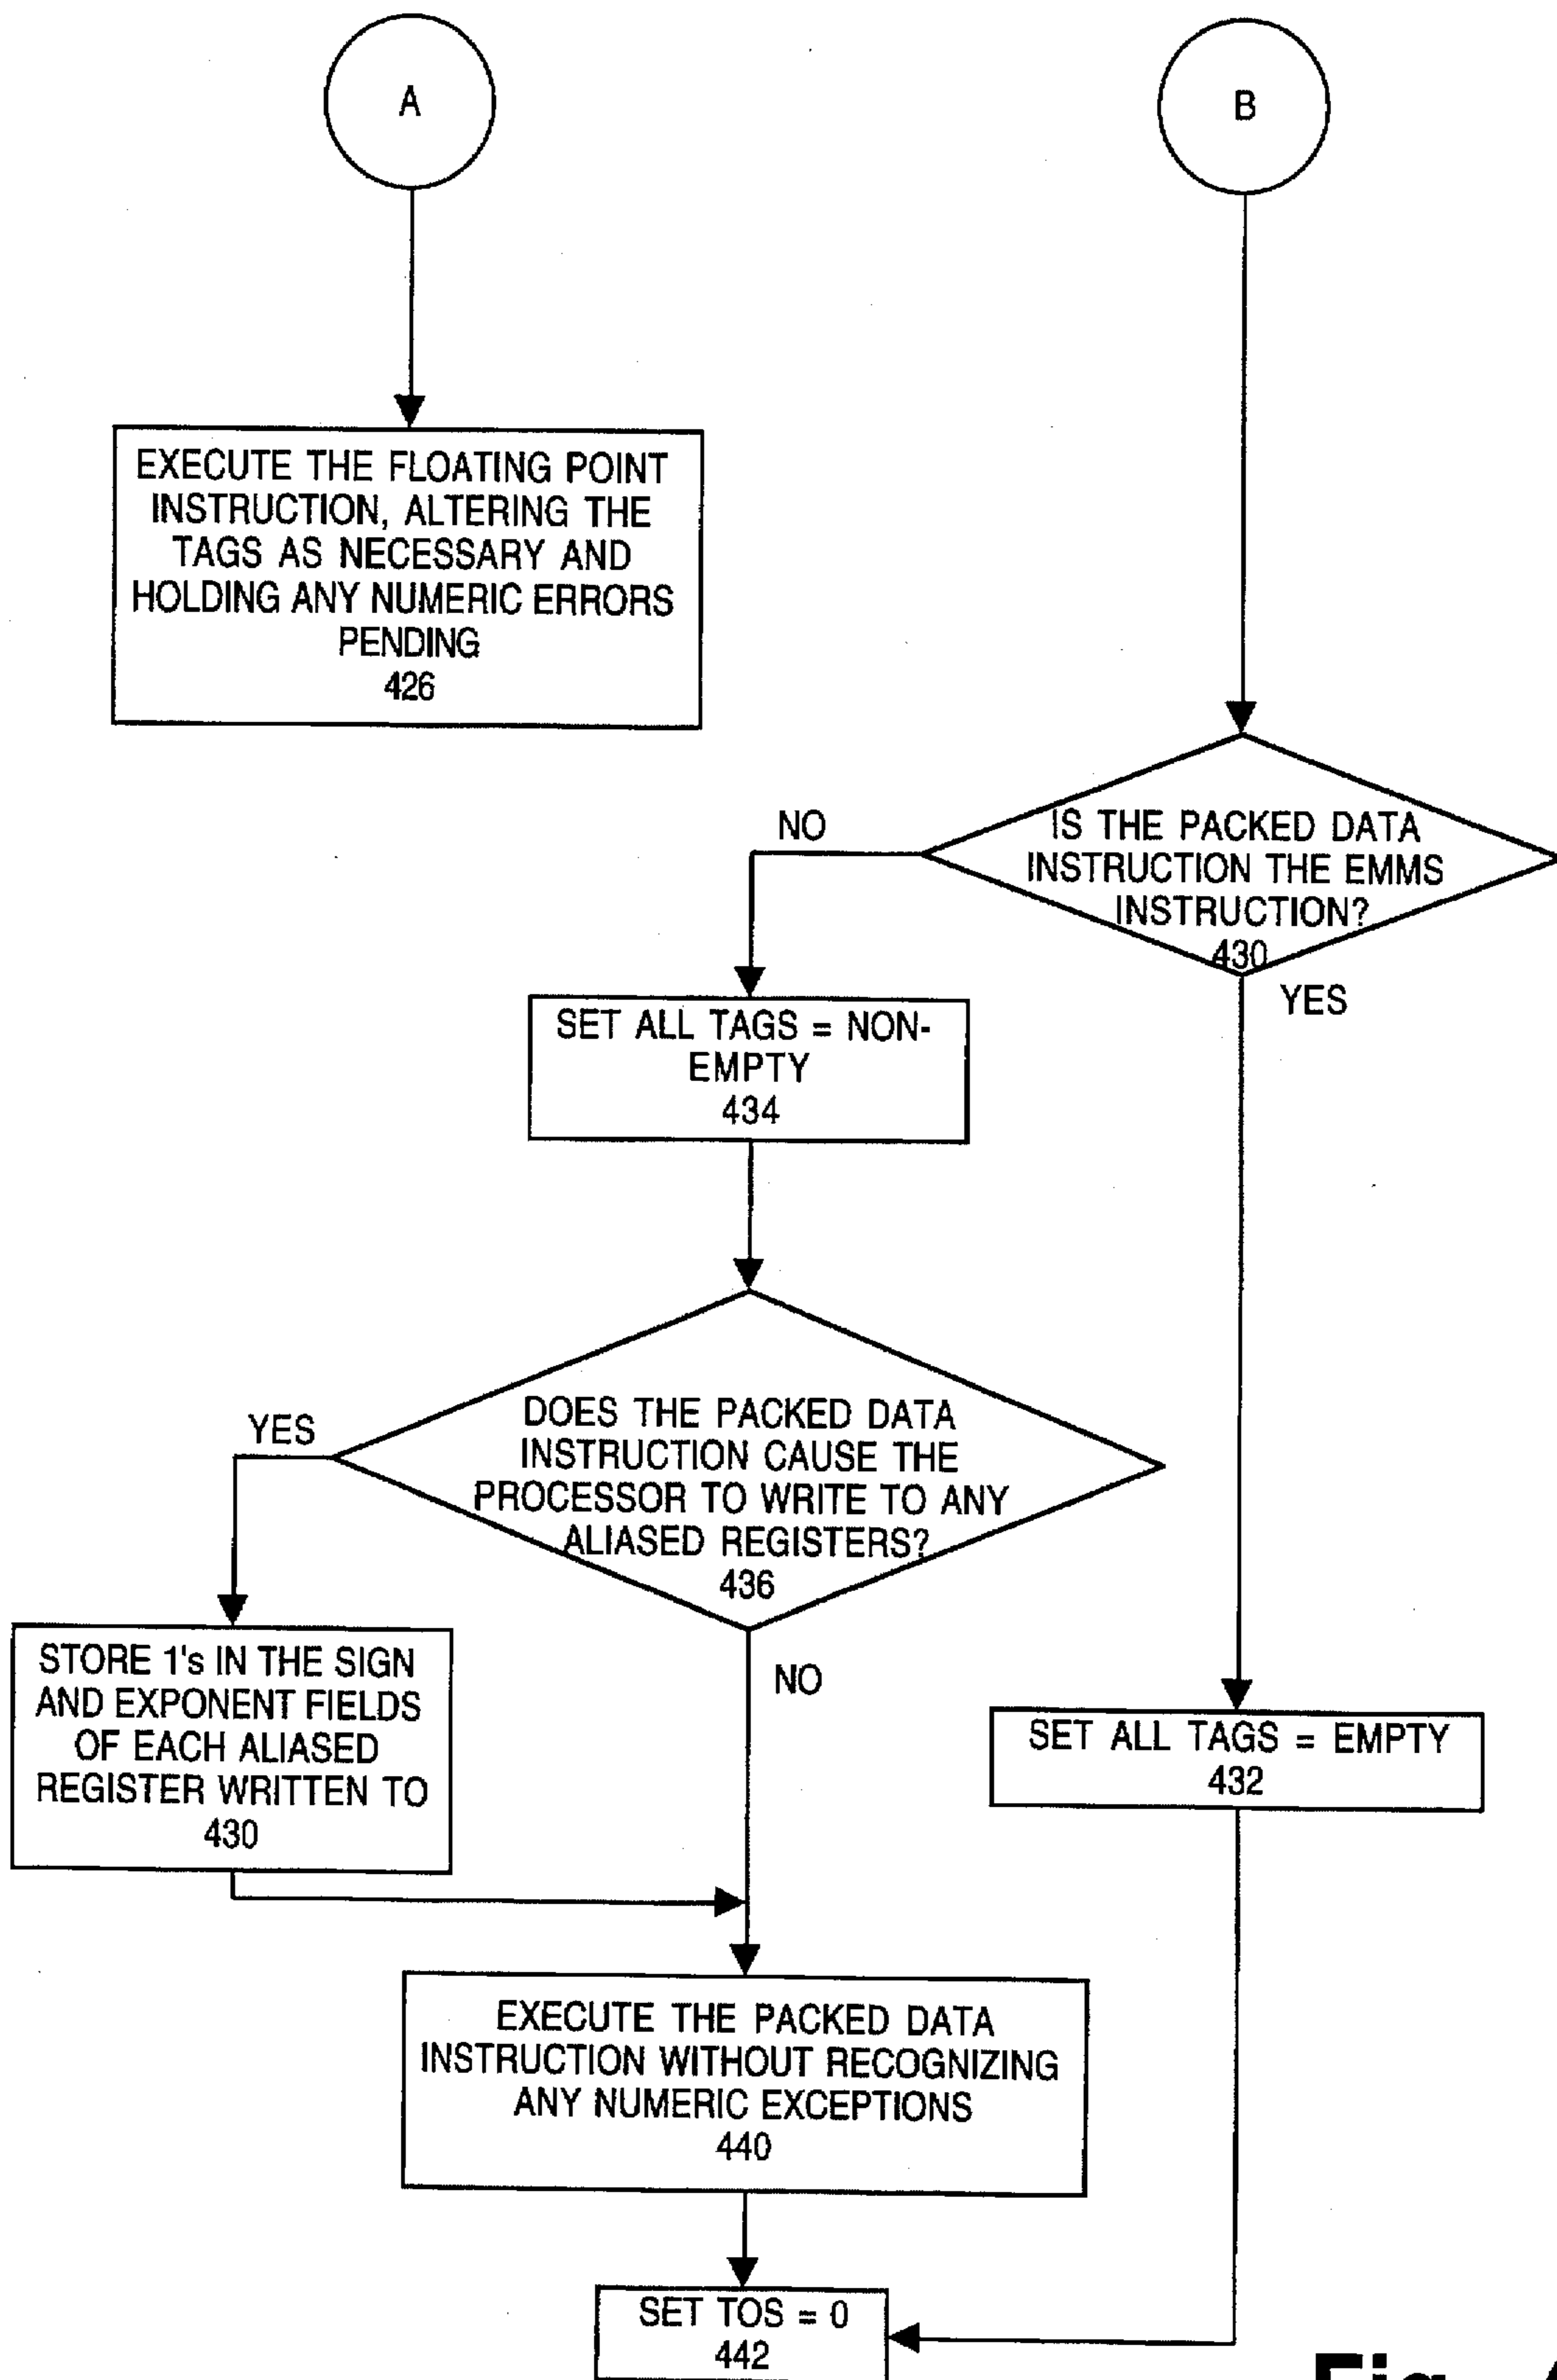 A
B
EXECUTE THE FLOATING POINT
INSTRUCTION, ALTERING THE
TAGS AS NECESSARY AND
HOLDING ANY NUMERIC ERRORS
PENDING
426
IS THE PACKED DATA
INSTRUCTION THE EMMS
INSTRUCTION?
430
NO
YES
SET ALL TAGS = NON-
EMPTY
434
DOES THE PACKED DATA
INSTRUCTION CAUSE THE
PROCESSOR TO WRITE TO ANY
ALIASED REGISTERS?
436
YES
NO
STORE 1's IN THE SIGN
AND EXPONENT FIELDS
OF EACH ALIASED
REGISTER WRITTEN TO
430
SET ALL TAGS = EMPTY
432
EXECUTE THE PACKED DATA
INSTRUCTION WITHOUT RECOGNIZING
ANY NUMERIC EXCEPTIONS
440
SET TOS = 0
442